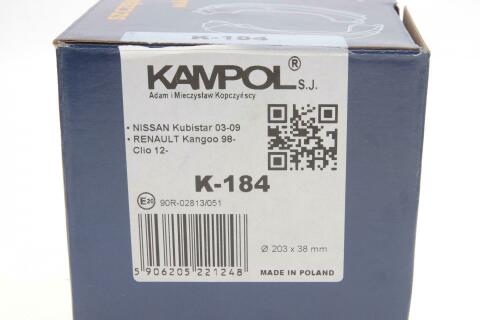 K-184
KAMPOL® S.J.
Adam i Mieczysław Kopczyńscy
• NISSAN Kubistar 03-09
• RENAULT Kangoo 98-
Clio 12-
K-184
E20 90R-02813/051
Ø 203 x 38 mm
5 906205 221248
MADE IN POLAND